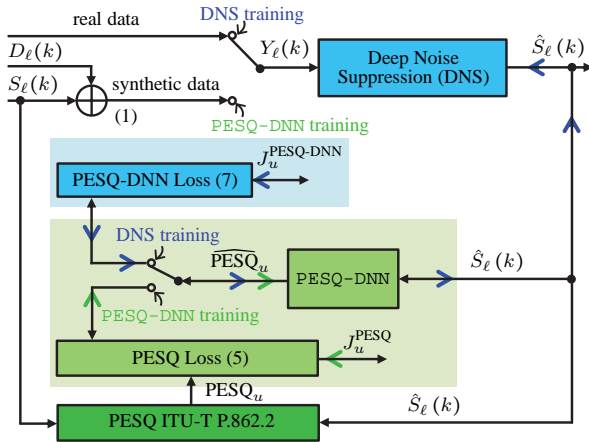 real data
DNS training
D_ℓ(k)
Y_ℓ(k)
Deep Noise
Suppression (DNS)
Ŝ_ℓ(k)
S_ℓ(k)
synthetic data
(1)
PESQ-DNN training
J_u^PESQ-DNN
PESQ-DNN Loss (7)
DNS training
P̂ESQ_u
PESQ-DNN
Ŝ_ℓ(k)
PESQ-DNN training
PESQ Loss (5)
J_u^PESQ
PESQ_u
PESQ ITU-T P.862.2
Ŝ_ℓ(k)